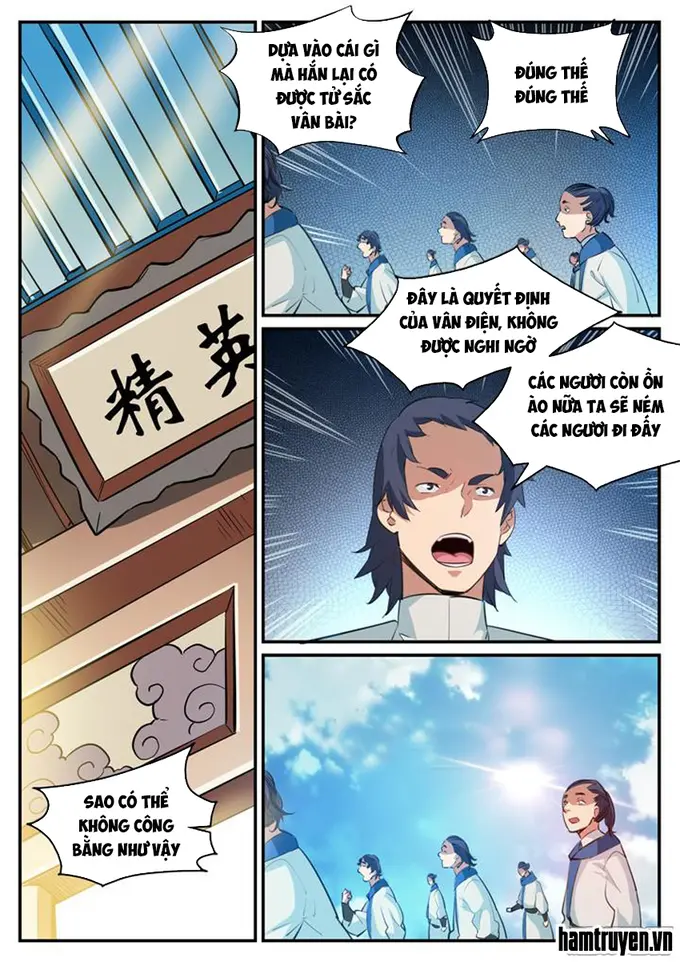 精英
SAO CÓ THỂ
KHÔNG CÔNG
BẰNG NHƯ VẬY
DỰA VÀO CÁI GÌ
MÀ HẮN LẠI CÓ
ĐƯỢC TỬ SẮC
VÂN BÀI?
ĐÚNG THẾ
ĐÚNG THẾ
ĐÂY LÀ QUYẾT ĐỊNH
CỦA VÂN ĐIỆN, KHÔNG
ĐƯỢC NGHI NGỜ
CÁC NGƯƠI CÒN ỒN
ÀO NỮA TA SẼ NÉM
CÁC NGƯƠI ĐI ĐẤY
hamtruyen.vn